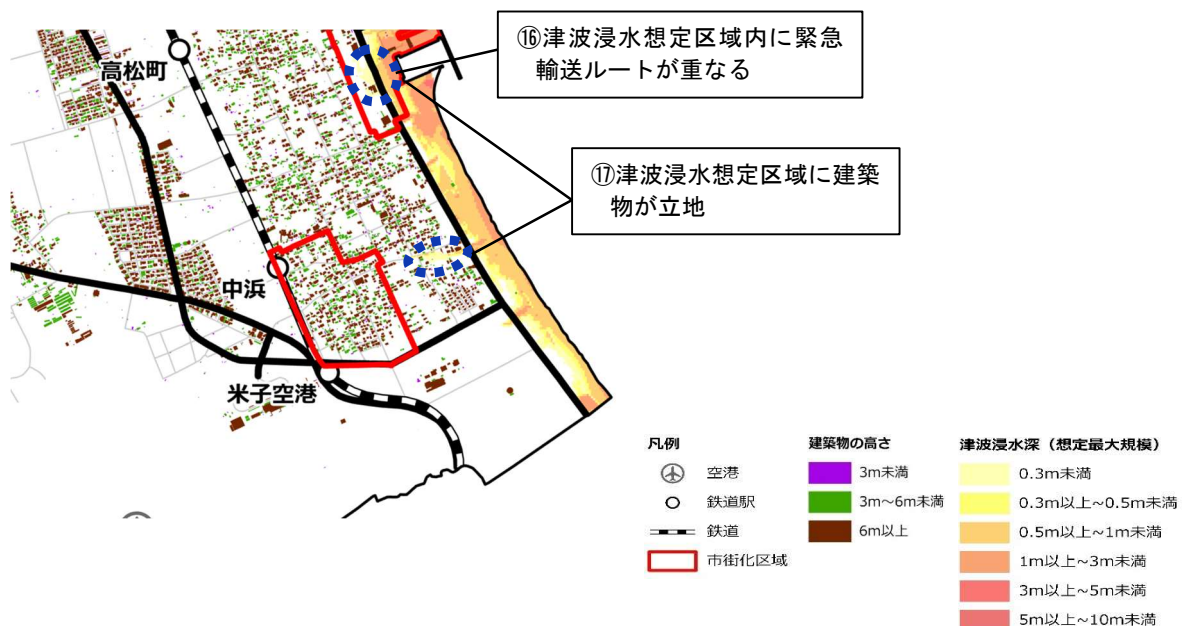 ⑯津波浸水想定区域内に緊急
輸送ルートが重なる
高松町
⑰津波浸水想定区域に建築
物が立地
中浜
米子空港
凡例
空港
鉄道駅
鉄道
市街化区域
建築物の高さ
3m未満
3m~6m未満
6m以上
津波浸水深（想定最大規模）
0.3m未満
0.3m以上~0.5m未満
0.5m以上~1m未満
1m以上~3m未満
3m以上~5m未満
5m以上~10m未満